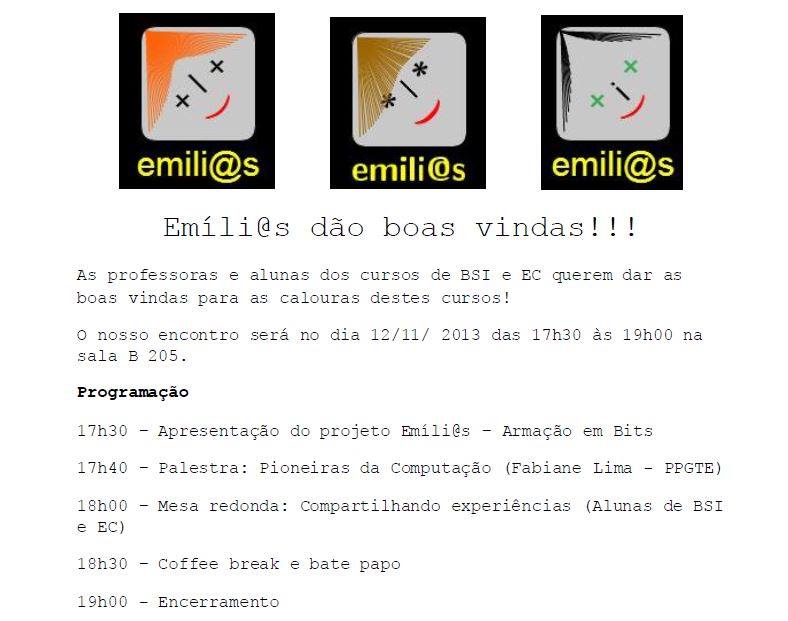 emili@s emili@s emili@s
Emíli@s dão boas vindas!!!
As professoras e alunas dos cursos de BSI e EC querem dar as
boas vindas para as calouras destes cursos!
O nosso encontro será no dia 12/11/ 2013 das 17h30 às 19h00 na
sala B 205.
Programação
17h30 – Apresentação do projeto Emíli@s – Armação em Bits
17h40 – Palestra: Pioneiras da Computação (Fabiane Lima - PPGTE)
18h00 – Mesa redonda: Compartilhando experiências (Alunas de BSI
e EC)
18h30 – Coffee break e bate papo
19h00 – Encerramento